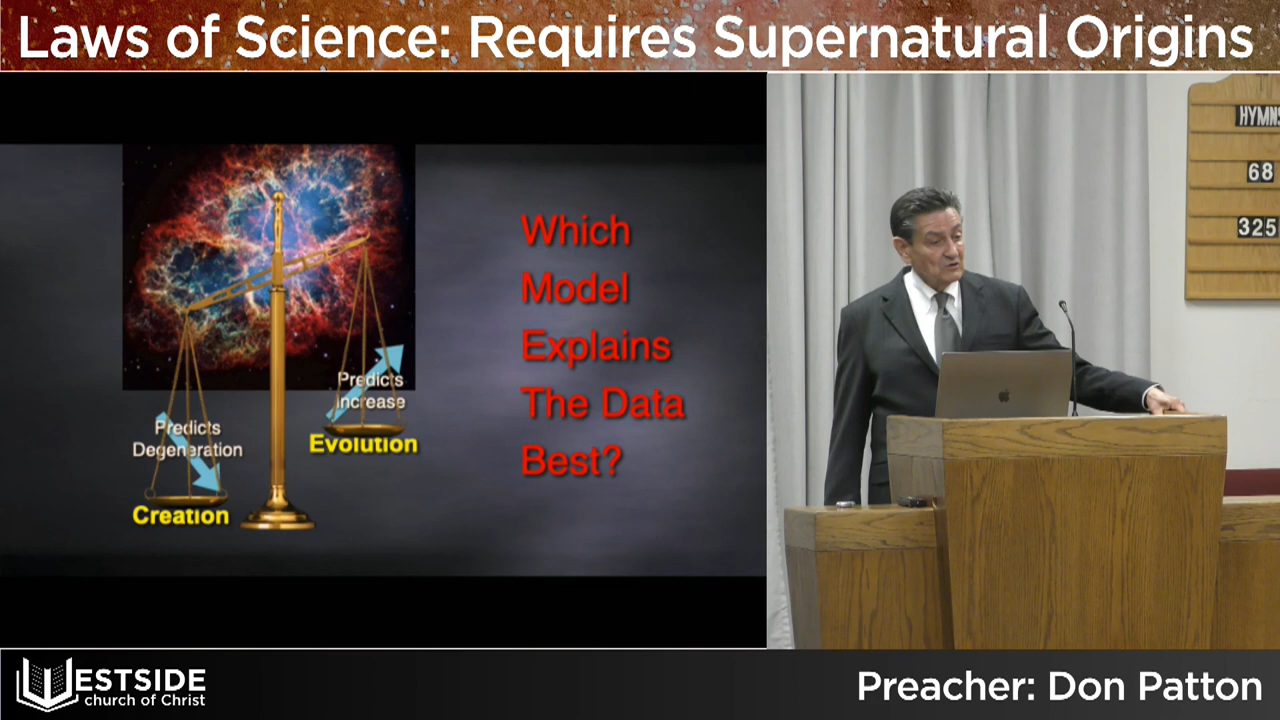 Laws of Science: Requires Supernatural Origins
Which
Model
Explains
The Data
Best?
Predicts
Increase
Evolution
Predicts
Degeneration
Creation
HYMNS
68
325
WESTSIDE
church of Christ
Preacher: Don Patton